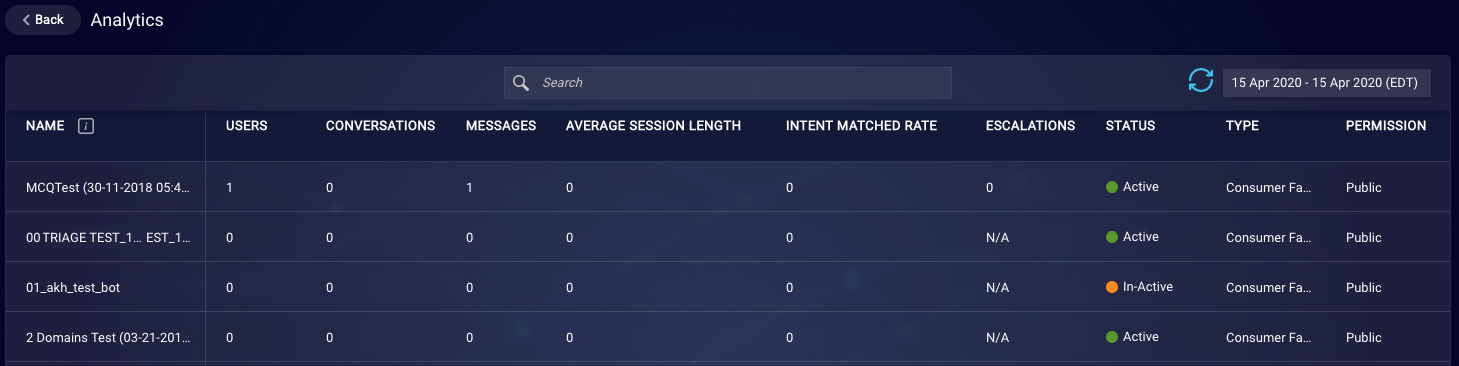 Back Analytics
Search 15 Apr 2020 - 15 Apr 2020 (EDT)
NAME i USERS CONVERSATIONS MESSAGES AVERAGE SESSION LENGTH INTENT MATCHED RATE ESCALATIONS STATUS TYPE PERMISSION
MCQTest (30-11-2018 05:4... 1 0 1 0 0 0 Active Consumer Fa... Public
00 TRIAGE TEST_1... EST_1... 0 0 0 0 0 N/A Active Consumer Fa... Public
01_akh_test_bot 0 0 0 0 0 N/A In-Active Consumer Fa... Public
2 Domains Test (03-21-201... 0 0 0 0 0 N/A Active Consumer Fa... Public